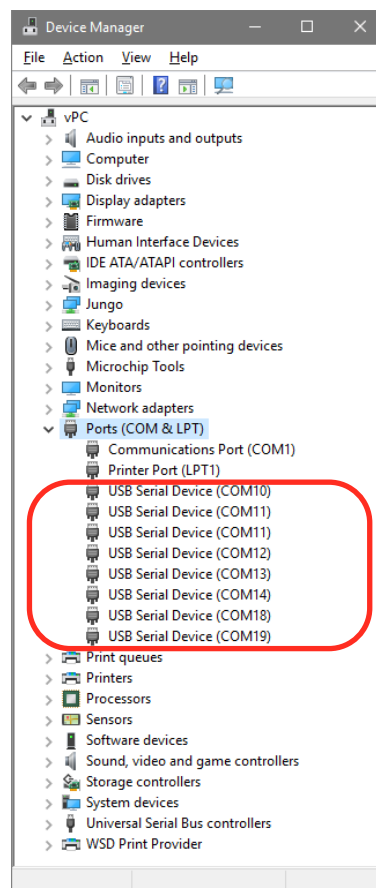 Device Manager
File Action View Help
vPC
Audio inputs and outputs
Computer
Disk drives
Display adapters
Firmware
Human Interface Devices
IDE ATA/ATAPI controllers
Imaging devices
Jungo
Keyboards
Mice and other pointing devices
Microchip Tools
Monitors
Network adapters
Ports (COM & LPT)
Communications Port (COM1)
Printer Port (LPT1)
USB Serial Device (COM10)
USB Serial Device (COM11)
USB Serial Device (COM11)
USB Serial Device (COM12)
USB Serial Device (COM13)
USB Serial Device (COM14)
USB Serial Device (COM18)
USB Serial Device (COM19)
Print queues
Printers
Processors
Sensors
Software devices
Sound, video and game controllers
Storage controllers
System devices
Universal Serial Bus controllers
WSD Print Provider